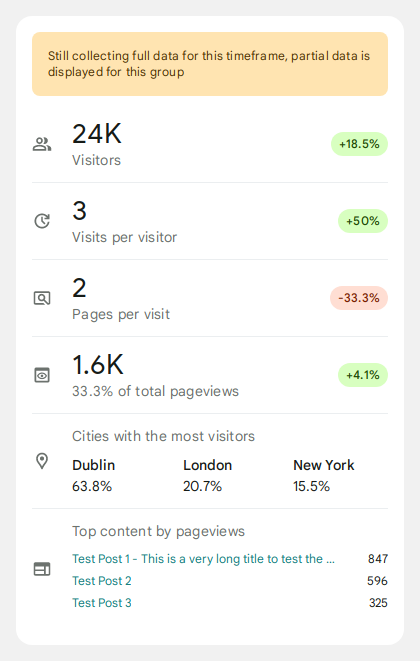 Still collecting full data for this timeframe, partial data is
displayed for this group
24K
Visitors
+18.5%
3
Visits per visitor
+50%
2
Pages per visit
-33.3%
1.6K
33.3% of total pageviews
+4.1%
Cities with the most visitors
Dublin London New York
63.8% 20.7% 15.5%
Top content by pageviews
Test Post 1 - This is a very long title to test the ... 847
Test Post 2 596
Test Post 3 325